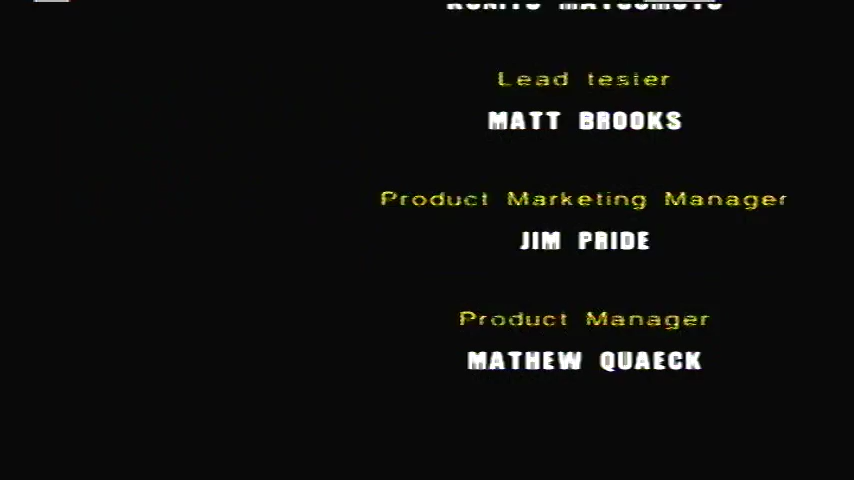 Lead tester
MATT BROOKS
Product Marketing Manager
JIM PRIDE
Product Manager
MATHEW QUAECK